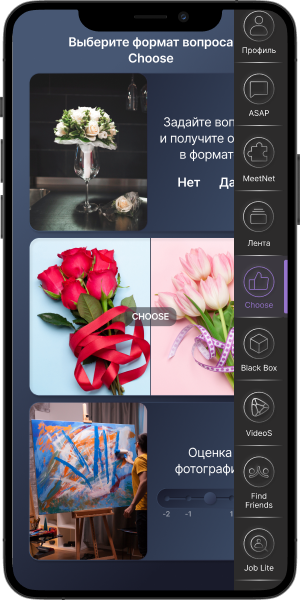 Выберите формат вопроса
Choose
Задайте воп
и получите о
в формат
Нет Да
CHOOSE
Оценка
фотографи
-2 -1 1
Профиль
ASAP
MeetNet
Лента
Choose
Black Box
VideoS
Find
Friends
Job Lite